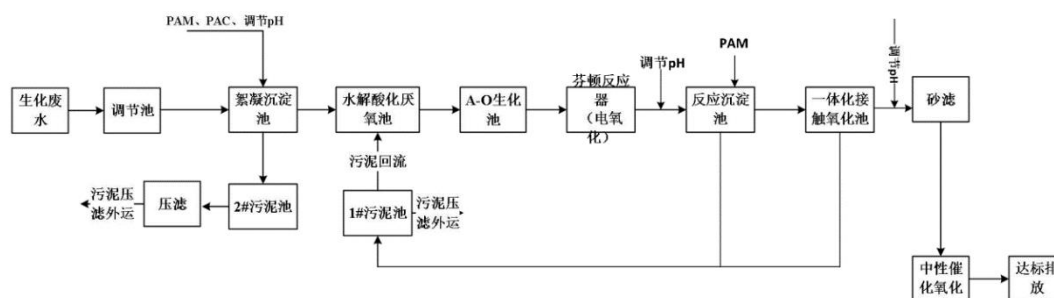 PAM、PAC、调节pH
PAM
调节pH
调节pH
生化废
水
调节池
絮凝沉淀
池
水解酸化厌
氧池
A-O生化
池
芬顿反应
器
（电氧化）
反应沉淀
池
一体化接
触氧化池
砂滤
污泥回流
污泥压
滤外运
压滤
2#污泥池
1#污泥池
污泥压
滤外运
中性催
化氧化
达标排
放